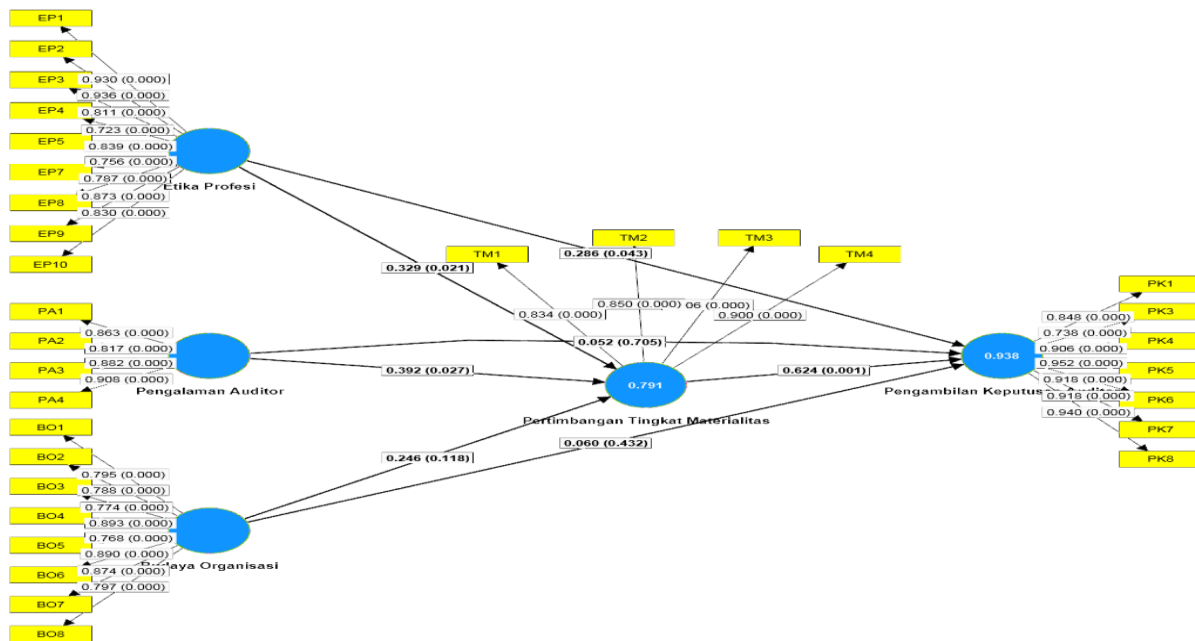 EP1
EP2
EP3
EP4
EP5
EP7
EP8
EP9
EP10
0.930 (0.000)
0.936 (0.000)
0.811 (0.000)
0.723 (0.000)
0.839 (0.000)
0.756 (0.000)
0.787 (0.000)
0.873 (0.000)
0.830 (0.000)
Etika Profesi
PA1
PA2
PA3
PA4
0.863 (0.000)
0.817 (0.000)
0.882 (0.000)
0.908 (0.000)
Pengalaman Auditor
BO1
BO2
BO3
BO4
BO5
BO6
BO7
BO8
0.795 (0.000)
0.788 (0.000)
0.774 (0.000)
0.893 (0.000)
0.768 (0.000)
0.890 (0.000)
0.874 (0.000)
0.797 (0.000)
Organisasi
TM1
TM2
TM3
TM4
0.834 (0.000)
0.850 (0.000)
06 (0.000)
0.900 (0.000)
0.286 (0.043)
0.329 (0.021)
0.052 (0.705)
0.392 (0.027)
0.246 (0.118)
0.060 (0.432)
0.624 (0.001)
0.791
Pertimbangan Tingkat Materialitas
0.938
Pengambilan
PK1
PK3
PK4
PK5
PK6
PK7
PK8
0.848 (0.000)
0.738 (0.000)
0.906 (0.000)
0.952 (0.000)
0.918 (0.000)
0.918 (0.000)
0.940 (0.000)